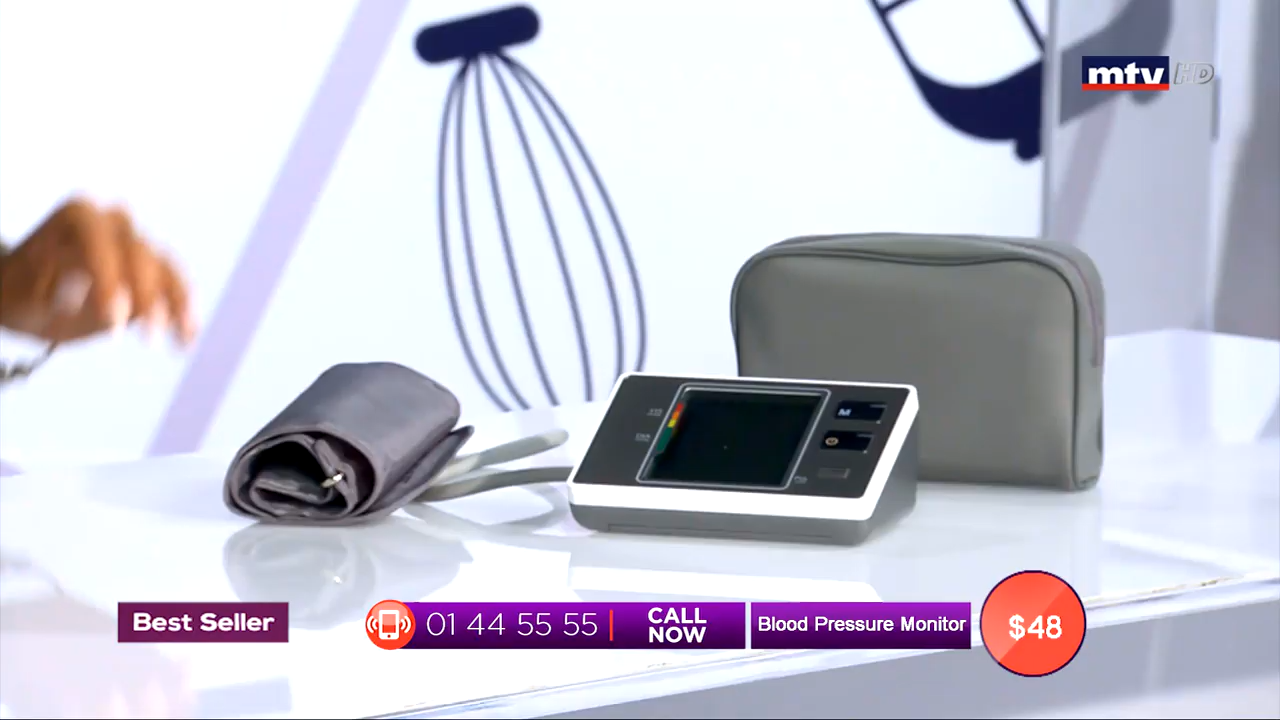 mtv HD
M
Best Seller
01 44 55 55
CALL
NOW
Blood Pressure Monitor
$48